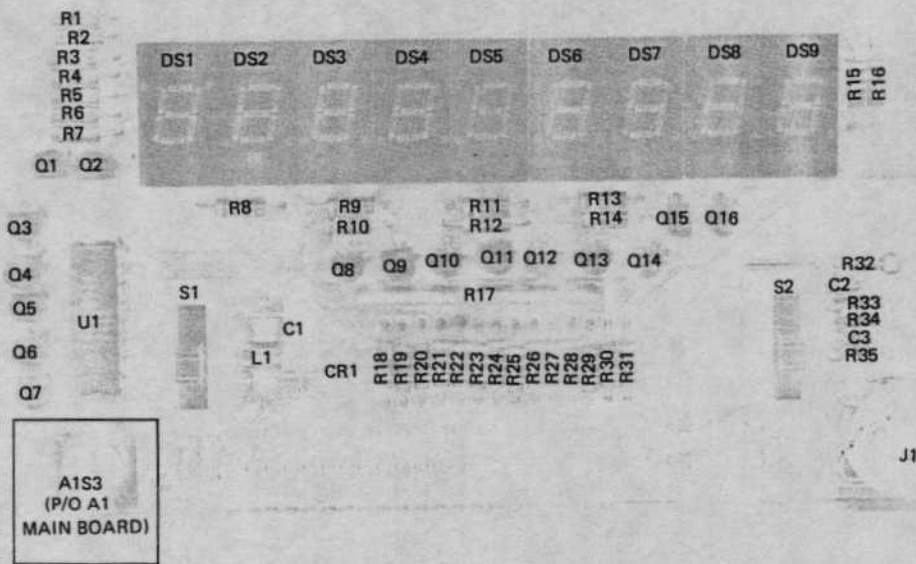 R1
R2
R3
R4
R5
R6
R7
DS1 DS2 DS3 DS4 DS5 DS6 DS7 DS8 DS9
R15
R16
Q1 Q2
R8 R9 R11 R13
R10 R12 R14 Q15 Q16
Q3
Q8 Q9 Q10 Q11 Q12 Q13 Q14 R32
Q4
S1 R17 S2 C2
Q5 R33
U1 C1 R34
C3
Q6 L1 R35
CR1 R18 R19 R20 R21 R22 R23 R24 R25 R26 R27 R28 R29 R30 R31
Q7
J1
A1S3
(P/O A1
MAIN BOARD)